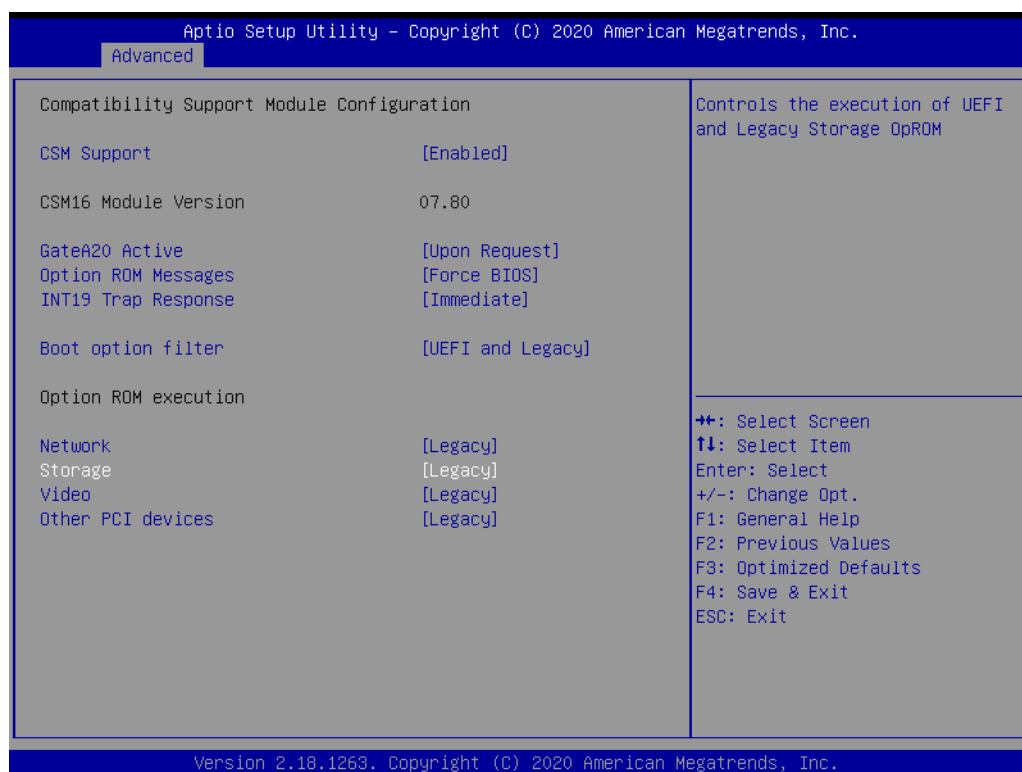 Aptio Setup Utility – Copyright (C) 2020 American Megatrends, Inc.
Advanced
Compatibility Support Module Configuration
CSM Support [Enabled]
CSM16 Module Version 07.80
GateA20 Active [Upon Request]
Option ROM Messages [Force BIOS]
INT19 Trap Response [Immediate]
Boot option filter [UEFI and Legacy]
Option ROM execution
Network [Legacy]
Storage [Legacy]
Video [Legacy]
Other PCI devices [Legacy]
Controls the execution of UEFI
and Legacy Storage OpROM
→←: Select Screen
↑↓: Select Item
Enter: Select
+/-: Change Opt.
F1: General Help
F2: Previous Values
F3: Optimized Defaults
F4: Save & Exit
ESC: Exit
Version 2.18.1263. Copyright (C) 2020 American Megatrends, Inc.